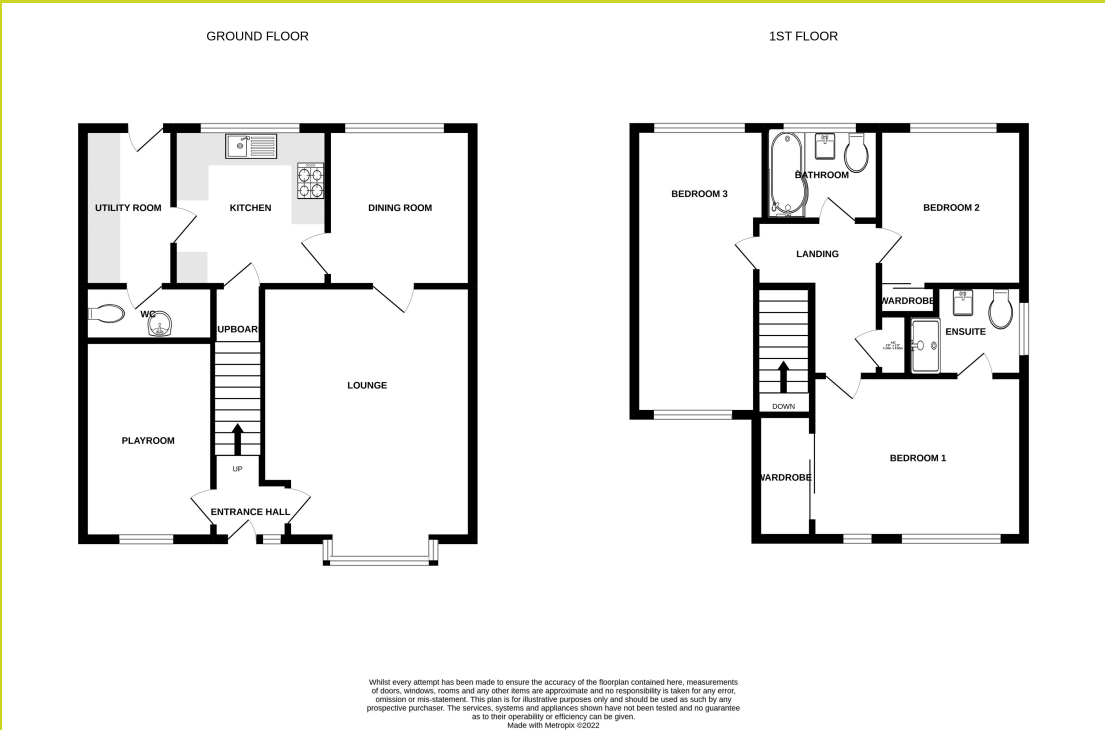 GROUND FLOOR
1ST FLOOR
UTILITY ROOM
KITCHEN
DINING ROOM
WC
UPBOAR
LOUNGE
PLAYROOM
UP
ENTRANCE HALL
BEDROOM 3
BATHROOM
BEDROOM 2
LANDING
WARDROBE
ENSUITE
DOWN
WARDROBE
BEDROOM 1
Whilst every attempt has been made to ensure the accuracy of the floorplan contained here, measurements
of doors, windows, rooms and any other items are approximate and no responsibility is taken for any error,
omission or mis-statement. This plan is for illustrative purposes only and should be used as such by any
prospective purchaser. The services, systems and appliances shown have not been tested and no guarantee
as to their operability or efficiency can be given.
Made with Metropix ©2022